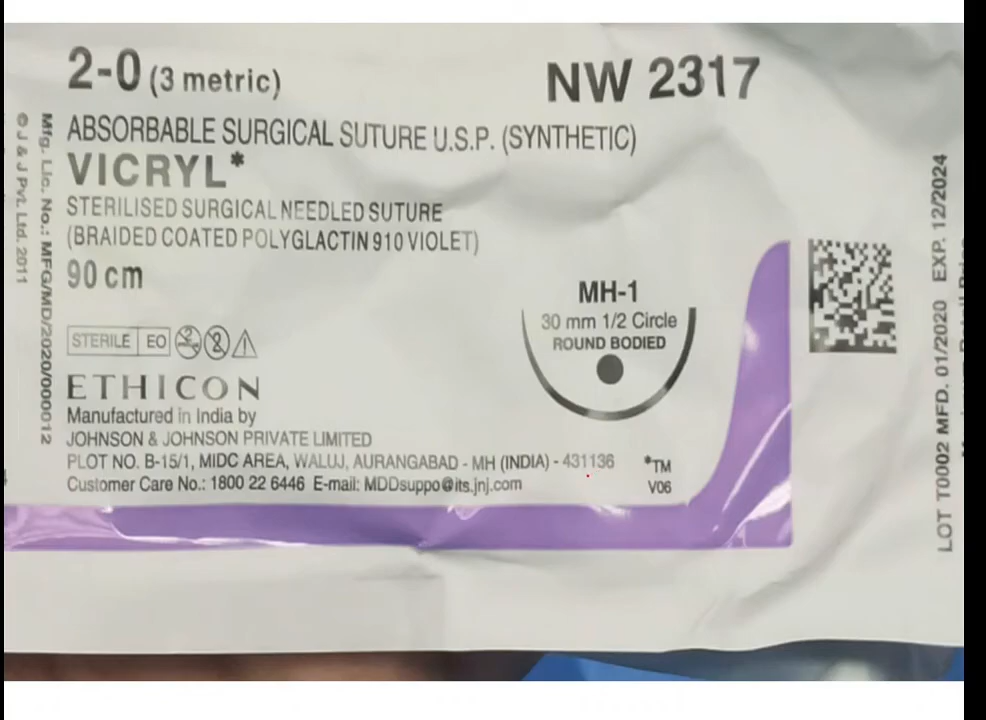 2-0 (3 metric)
NW 2317
ABSORBABLE SURGICAL SUTURE U.S.P. (SYNTHETIC)
VICRYL*
STERILISED SURGICAL NEEDLED SUTURE
(BRAIDED COATED POLYGLACTIN 910 VIOLET)
90 cm
MH-1
30 mm 1/2 Circle
ROUND BODIED
STERILE EO
2
ETHICON
Manufactured in India by
JOHNSON & JOHNSON PRIVATE LIMITED
PLOT NO. B-15/1, MIDC AREA, WALUJ, AURANGABAD - MH (INDIA) - 431136
Customer Care No.: 1800 22 6446 E-mail: MDDsuppo@its.jnj.com
*TM
V06
Mfg. Lic. No.: MFG/MD/2020/000012
© J & J Pvt. Ltd. 2011
LOT T0002 MFD. 01/2020 EXP. 12/2024